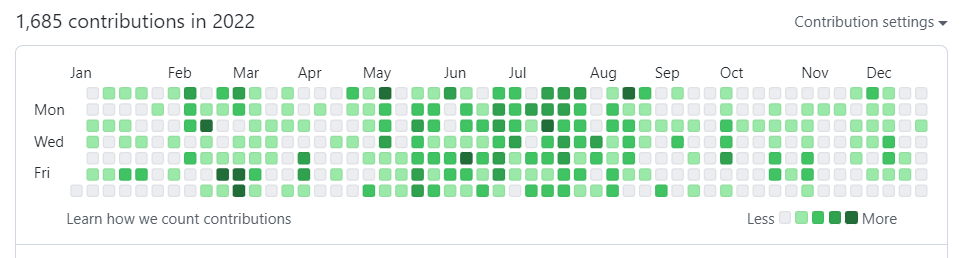 1,685 contributions in 2022
Contribution settings
Jan Feb Mar Apr May Jun Jul Aug Sep Oct Nov Dec
Mon
Wed
Fri
Learn how we count contributions
Less More